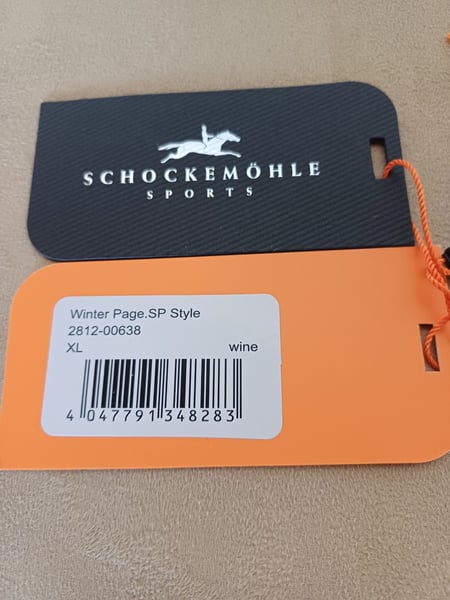 SCHOCKEMÖHLE
SPORTS
Winter Page.SP Style
2812-00638
XL wine
4 047791 348283